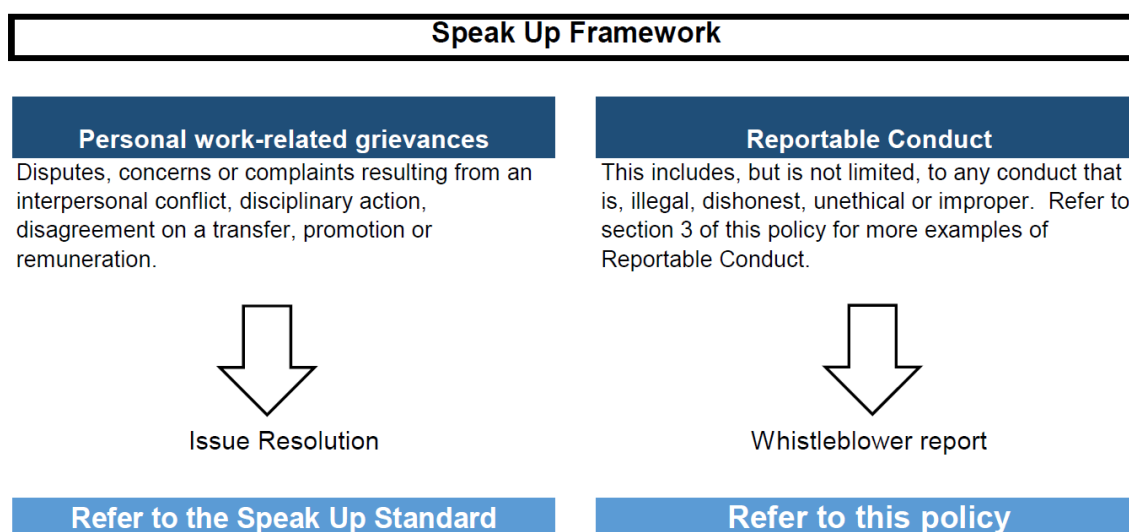 Speak Up Framework
Personal work-related grievances
Disputes, concerns or complaints resulting from an
interpersonal conflict, disciplinary action,
disagreement on a transfer, promotion or
remuneration.
Issue Resolution
Refer to the Speak Up Standard
Reportable Conduct
This includes, but is not limited, to any conduct that
is, illegal, dishonest, unethical or improper.  Refer to
section 3 of this policy for more examples of
Reportable Conduct.
Whistleblower report
Refer to this policy